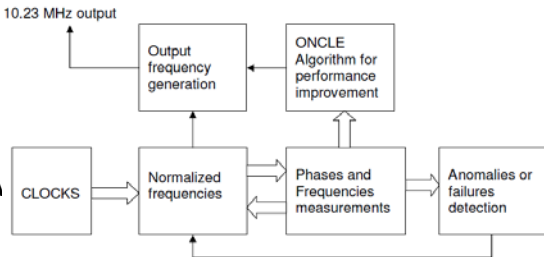 10.23 MHz output
Output
frequency
generation
ONCLE
Algorithm for
performance
improvement
CLOCKS
Normalized
frequencies
Phases and
Frequencies
measurements
Anomalies or
failures
detection